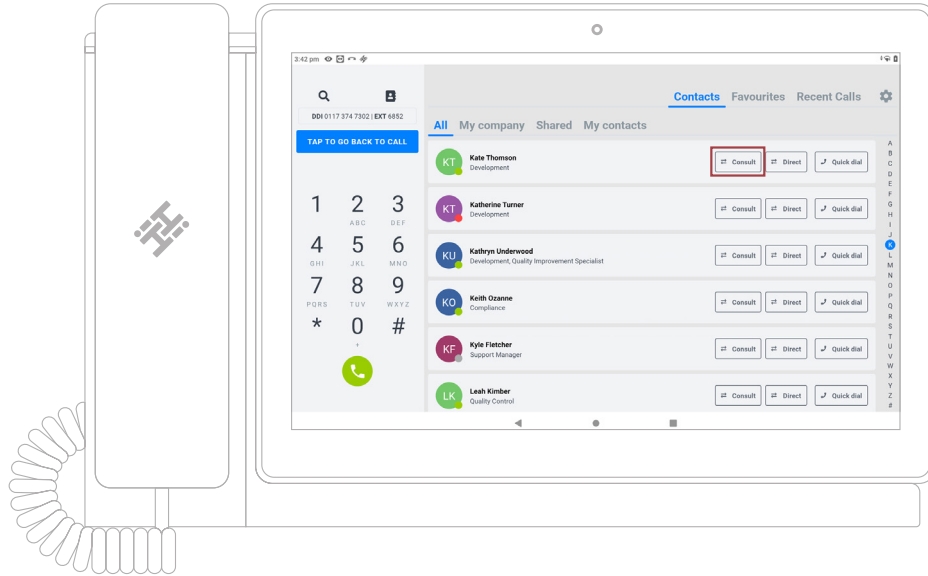 3:42 pm
DDI 0117 374 7302 | EXT 6852
TAP TO GO BACK TO CALL
1 2 3
ABC DEF
4 5 6
GHI JKL MNO
7 8 9
PQRS TUV WXYZ
* 0 #
+
Contacts Favourites Recent Calls
All My company Shared My contacts
KT Kate Thomson
Development
Consult Direct Quick dial
KT Katherine Turner
Development
Consult Direct Quick dial
KU Kathryn Underwood
Development, Quality Improvement Specialist
Consult Direct Quick dial
KO Keith Ozanne
Compliance
Consult Direct Quick dial
KF Kyle Fletcher
Support Manager
Consult Direct Quick dial
LK Leah Kimber
Quality Control
Consult Direct Quick dial
A
B
C
D
E
F
G
H
I
J
K
L
M
N
O
P
Q
R
S
T
U
V
W
X
Y
Z
#